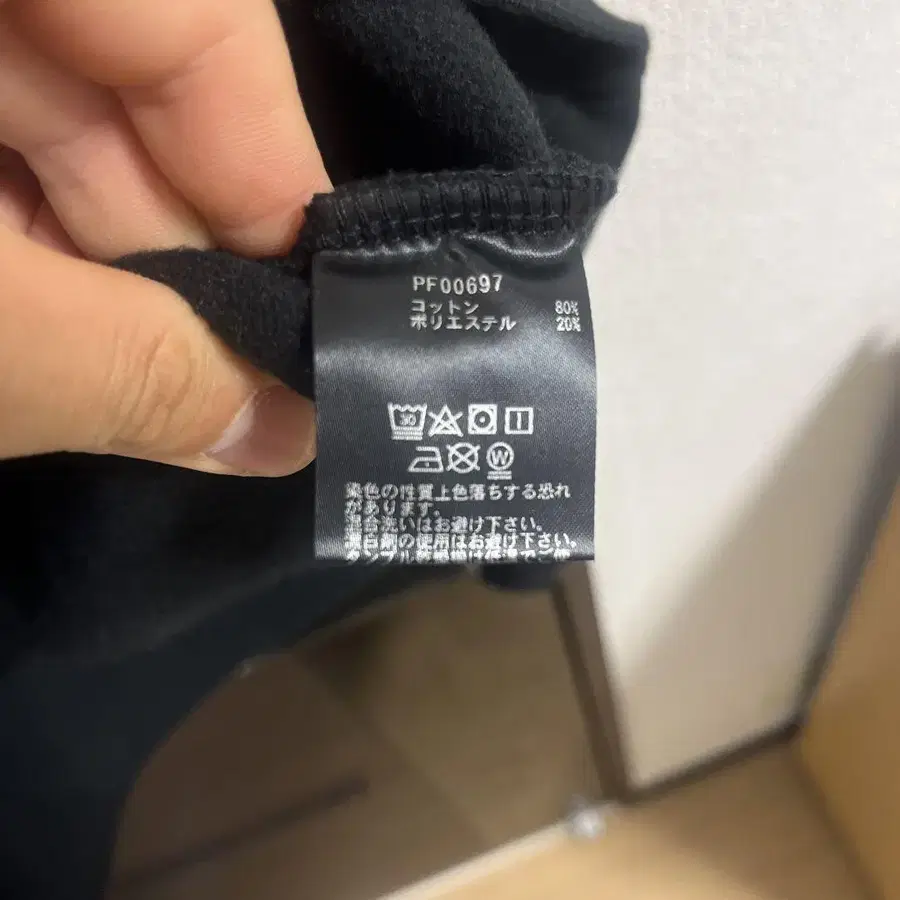 PF00697
コットン 80%
ポリエステル 20%
30
W
染色の性質上色落ちする恐れ
があります。
混合洗いはお避け下さい。
漂白剤の使用はお避け下さい。